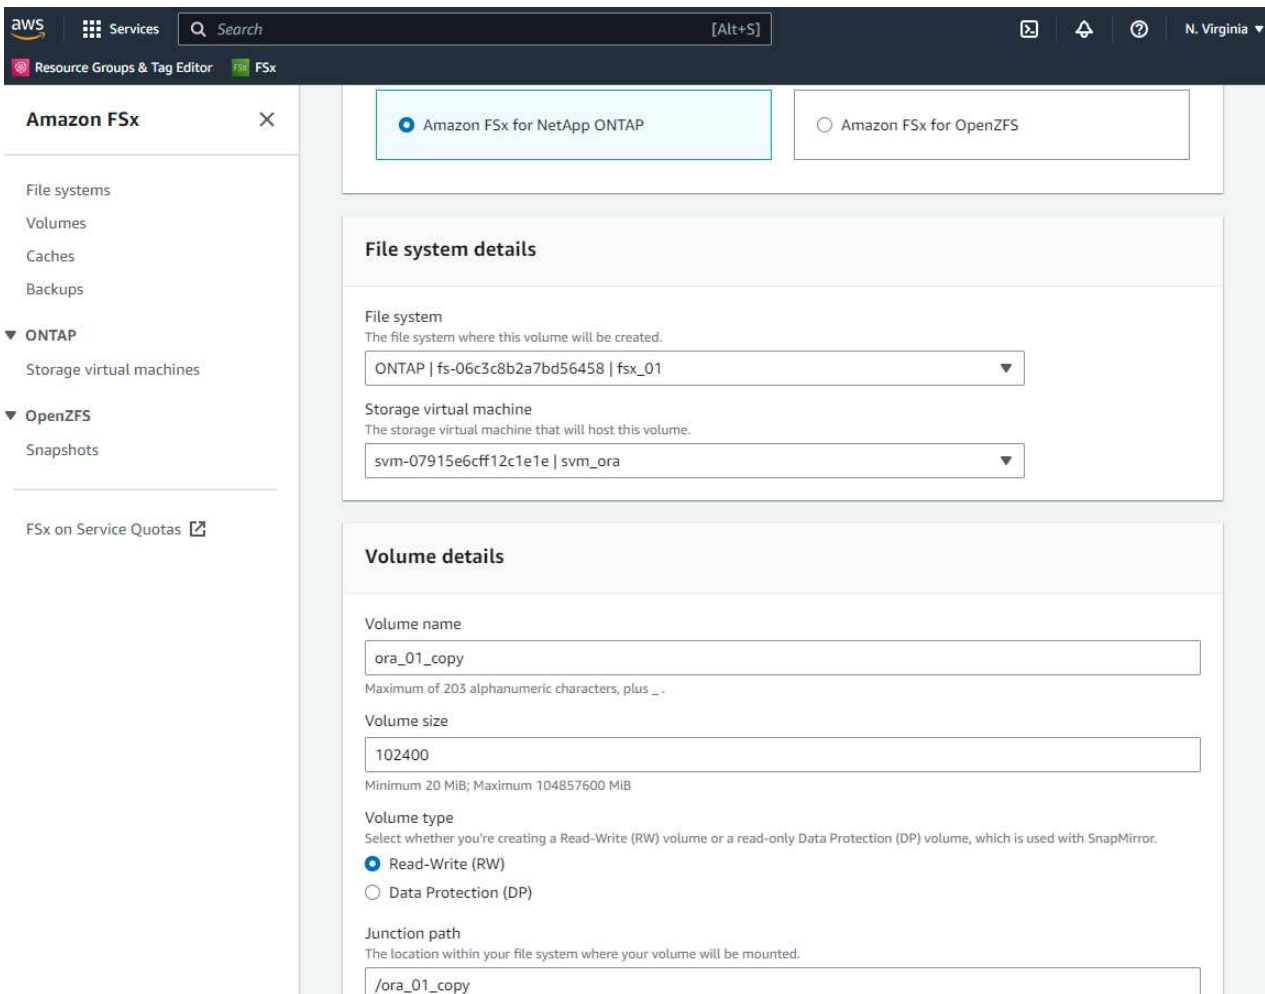 aws
Services
Search [Alt+S]
N. Virginia
Resource Groups & Tag Editor
FSx FSx
Amazon FSx
File systems
Volumes
Caches
Backups
ONTAP
Storage virtual machines
OpenZFS
Snapshots
FSx on Service Quotas
Amazon FSx for NetApp ONTAP
Amazon FSx for OpenZFS
File system details
File system
The file system where this volume will be created.
ONTAP | fs-06c3c8b2a7bd56458 | fsx_01
Storage virtual machine
The storage virtual machine that will host this volume.
svm-07915e6cff12c1e1e | svm_ora
Volume details
Volume name
ora_01_copy
Maximum of 203 alphanumeric characters, plus _ .
Volume size
102400
Minimum 20 MiB; Maximum 104857600 MiB
Volume type
Select whether you're creating a Read-Write (RW) volume or a read-only Data Protection (DP) volume, which is used with SnapMirror.
Read-Write (RW)
Data Protection (DP)
Junction path
The location within your file system where your volume will be mounted.
/ora_01_copy